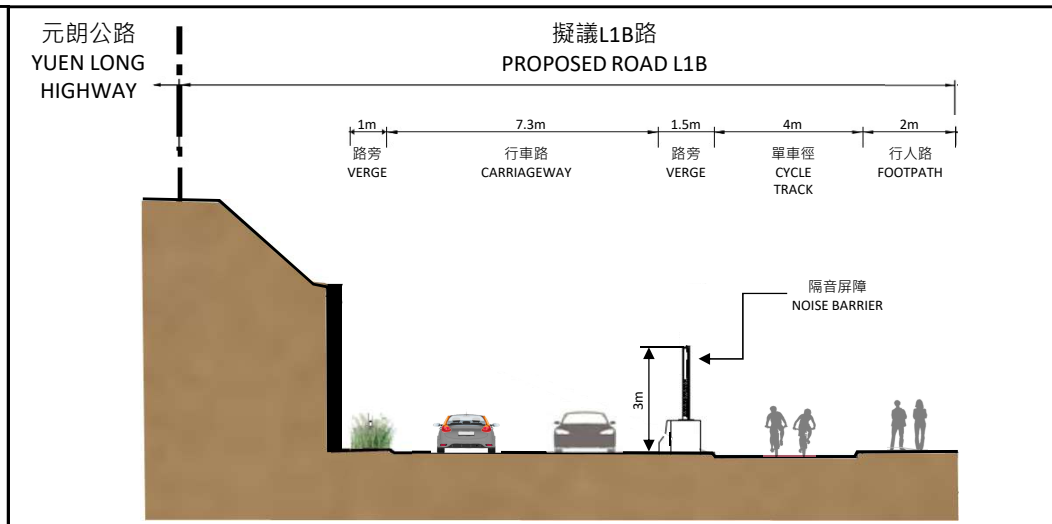 元朗公路
YUEN LONG
HIGHWAY
擬議L1B路
PROPOSED ROAD L1B
1m
路旁
VERGE
7.3m
行車路
CARRIAGEWAY
1.5m
路旁
VERGE
4m
單車徑
CYCLE
TRACK
2m
行人路
FOOTPATH
隔音屏障
NOISE BARRIER
3m